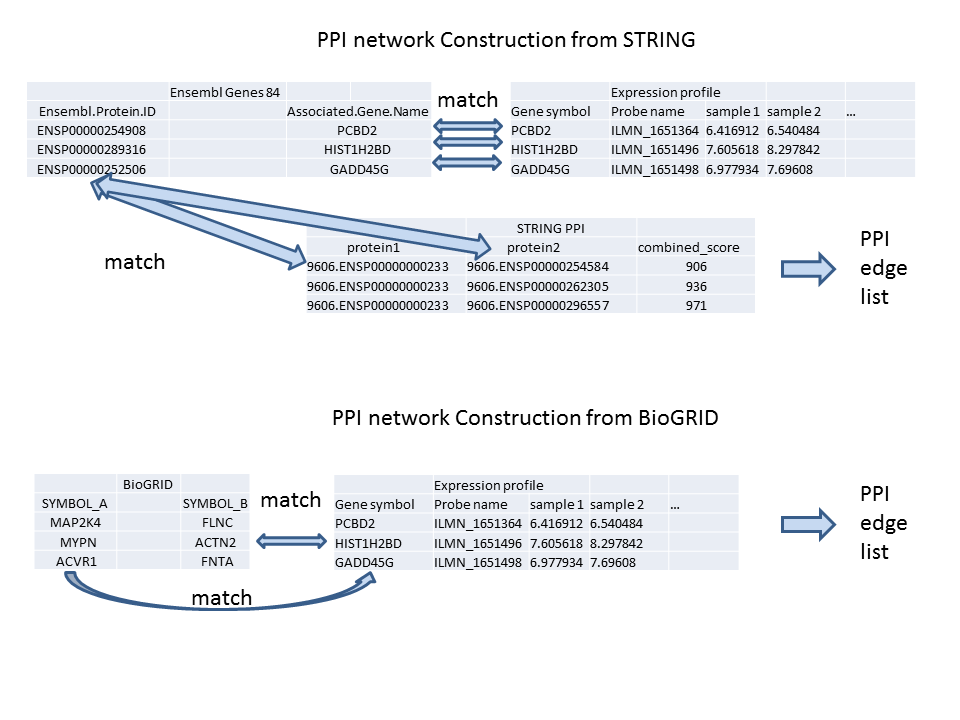 PPI network Construction from STRING
Ensembl Genes 84
Ensembl.Protein.ID Associated.Gene.Name
ENSP00000254908 PCBD2
ENSP00000289316 HIST1H2BD
ENSP00000252506 GADD45G
match
Expression profile
Gene symbol Probe name sample 1 sample 2 ...
PCBD2 ILMN_1651364 6.416912 6.540484
HIST1H2BD ILMN_1651496 7.605618 8.297842
GADD45G ILMN_1651498 6.977934 7.69608
match
STRING PPI
protein1 protein2 combined_score
9606.ENSP00000000233 9606.ENSP00000254584 906
9606.ENSP00000000233 9606.ENSP00000262305 936
9606.ENSP00000000233 9606.ENSP00000296557 971
PPI
edge
list
PPI network Construction from BioGRID
BioGRID
SYMBOL_A SYMBOL_B
MAP2K4 FLNC
MYPN ACTN2
ACVR1 FNTA
match
Expression profile
Gene symbol Probe name sample 1 sample 2 ...
PCBD2 ILMN_1651364 6.416912 6.540484
HIST1H2BD ILMN_1651496 7.605618 8.297842
GADD45G ILMN_1651498 6.977934 7.69608
match
PPI
edge
list